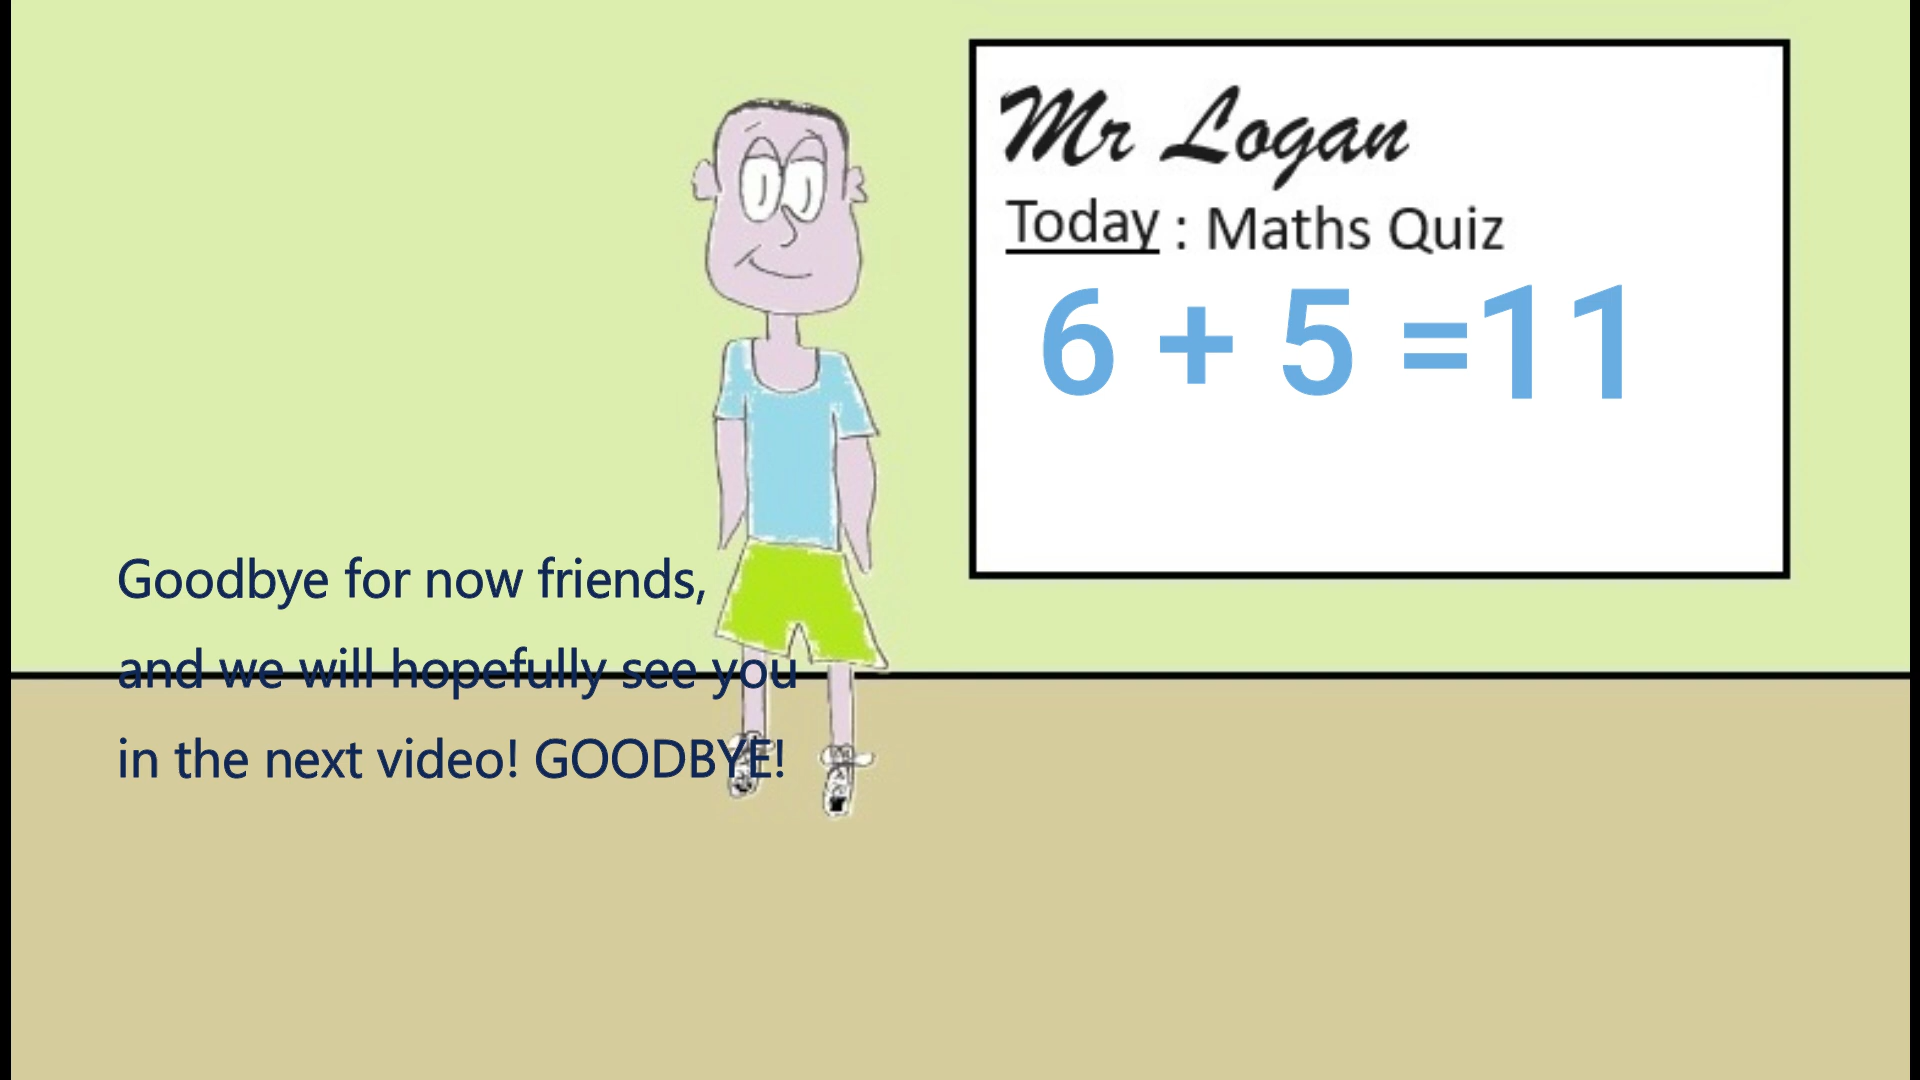 Mr Logan
Today : Maths Quiz
6 + 5 =11
Goodbye for now friends,
and we will hopefully see you
in the next video! GOODBYE!